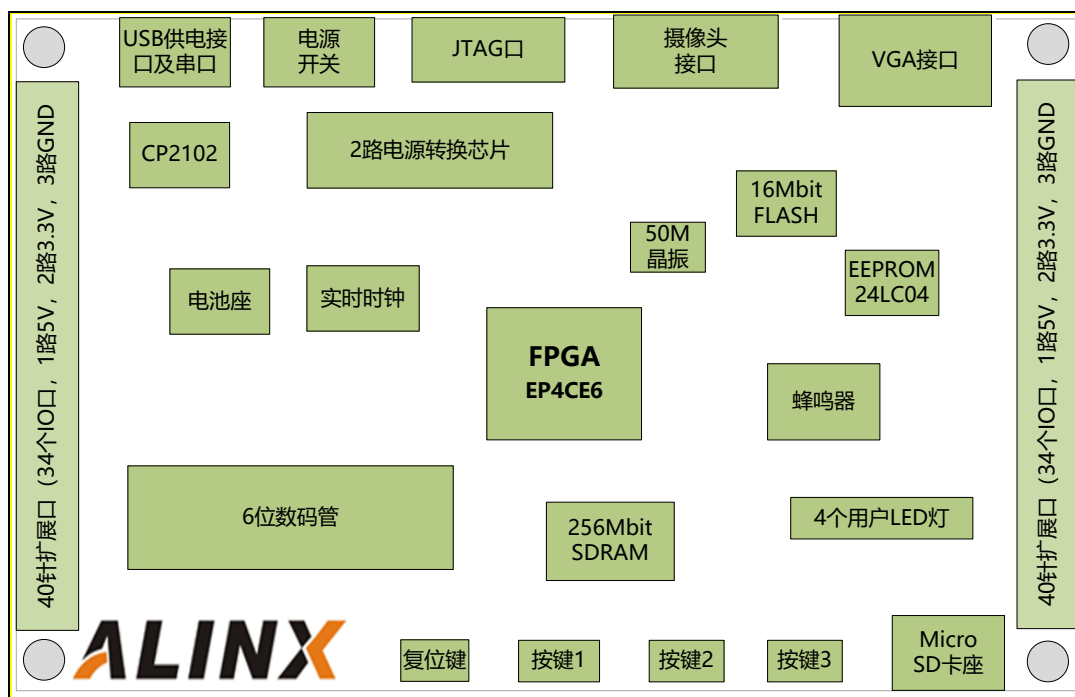 USB供电接
口及串口
电源
开关
JTAG口
摄像头
接口
VGA接口
40针扩展口（34个IO口，1路5V，2路3.3V，3路GND
40针扩展口（34个IO口，1路5V，2路3.3V，3路GND
CP2102
2路电源转换芯片
16Mbit
FLASH
50M
晶振
EEPROM
24LC04
电池座
实时时钟
FPGA
EP4CE6
蜂鸣器
6位数码管
256Mbit
SDRAM
4个用户LED灯
ALINX
复位键
按键1
按键2
按键3
Micro
SD卡座